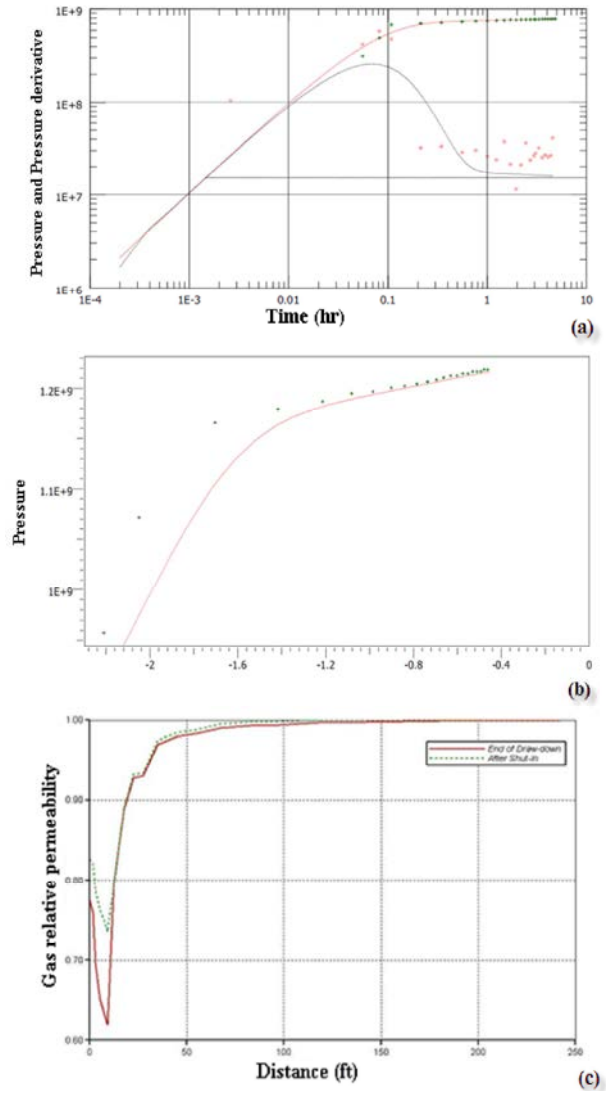 1E+9
1E+8
1E+7
1E+6
Pressure and Pressure derivative
1E-4
1E-3
0.01
0.1
1
10
Time (hr)
(a)
1.2E+9
1.1E+9
1E+9
Pressure
-2
-1.6
-1.2
-0.8
-0.4
0
(b)
1.00
0.90
0.80
0.70
0.60
Gas relative permeability
End of Draw-down
After Shut-in
0
50
100
150
200
250
Distance (ft)
(c)